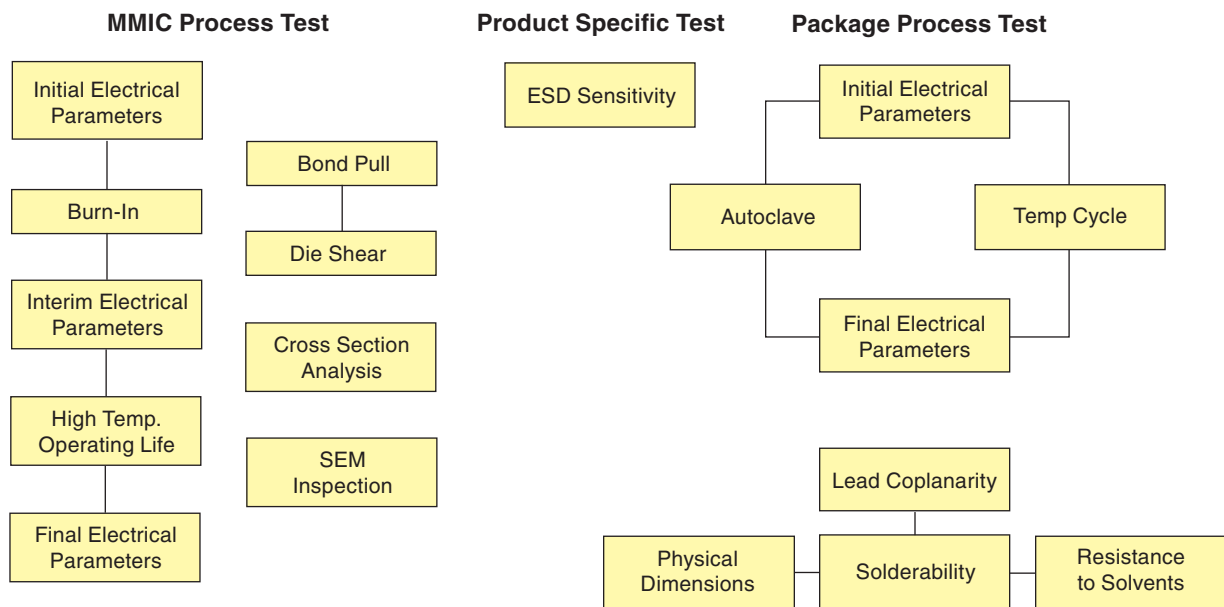 MMIC Process Test
Initial Electrical
Parameters
Burn-In
Interim Electrical
Parameters
High Temp.
Operating Life
Final Electrical
Parameters
Bond Pull
Die Shear
Cross Section
Analysis
SEM
Inspection
Product Specific Test
ESD Sensitivity
Package Process Test
Initial Electrical
Parameters
Autoclave
Temp Cycle
Final Electrical
Parameters
Lead Coplanarity
Physical
Dimensions
Solderability
Resistance
to Solvents